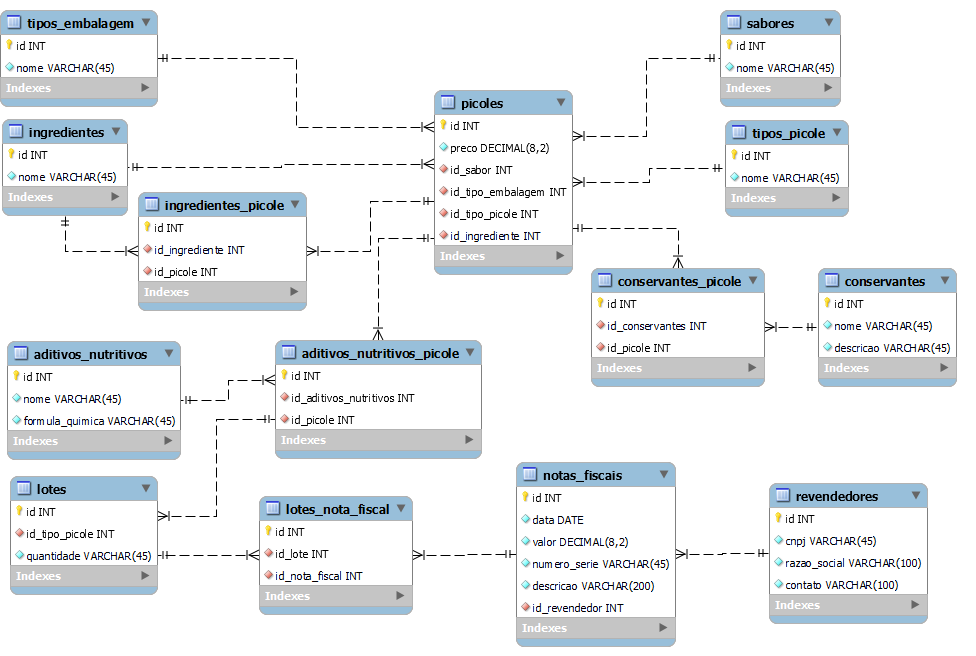 tipos_embalagem
id INT
nome VARCHAR(45)
Indexes
sabores
id INT
nome VARCHAR(45)
Indexes
picoles
id INT
preco DECIMAL(8,2)
id_sabor INT
id_tipo_embalagem INT
id_tipo_picole INT
id_ingrediente INT
Indexes
ingredientes
id INT
nome VARCHAR(45)
Indexes
tipos_picole
id INT
nome VARCHAR(45)
Indexes
ingredientes_picole
id INT
id_ingrediente INT
id_picole INT
Indexes
conservantes_picole
id INT
id_conservantes INT
id_picole INT
Indexes
conservantes
id INT
nome VARCHAR(45)
descricao VARCHAR(45)
Indexes
aditivos_nutritivos
id INT
nome VARCHAR(45)
formula_quimica VARCHAR(45)
Indexes
aditivos_nutritivos_picole
id INT
id_aditivos_nutritivos INT
id_picole INT
Indexes
lotes
id INT
id_tipo_picole INT
quantidade VARCHAR(45)
Indexes
lotes_nota_fiscal
id INT
id_lote INT
id_nota_fiscal INT
Indexes
notas_fiscais
id INT
data DATE
valor DECIMAL(8,2)
numero_serie VARCHAR(45)
descricao VARCHAR(200)
id_revendedor INT
Indexes
revendedores
id INT
cnpj VARCHAR(45)
razao_social VARCHAR(100)
contato VARCHAR(100)
Indexes